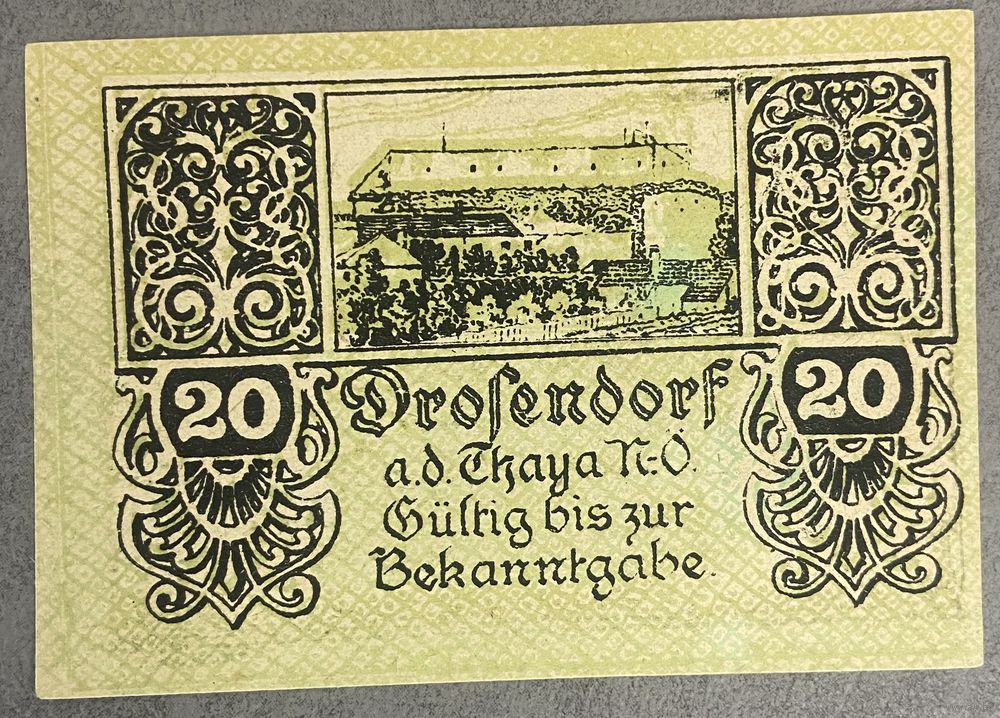 20 Drosendorf 20
a.d. Thaya N.-Ö.
Gültig bis zur
Bekanntgabe.